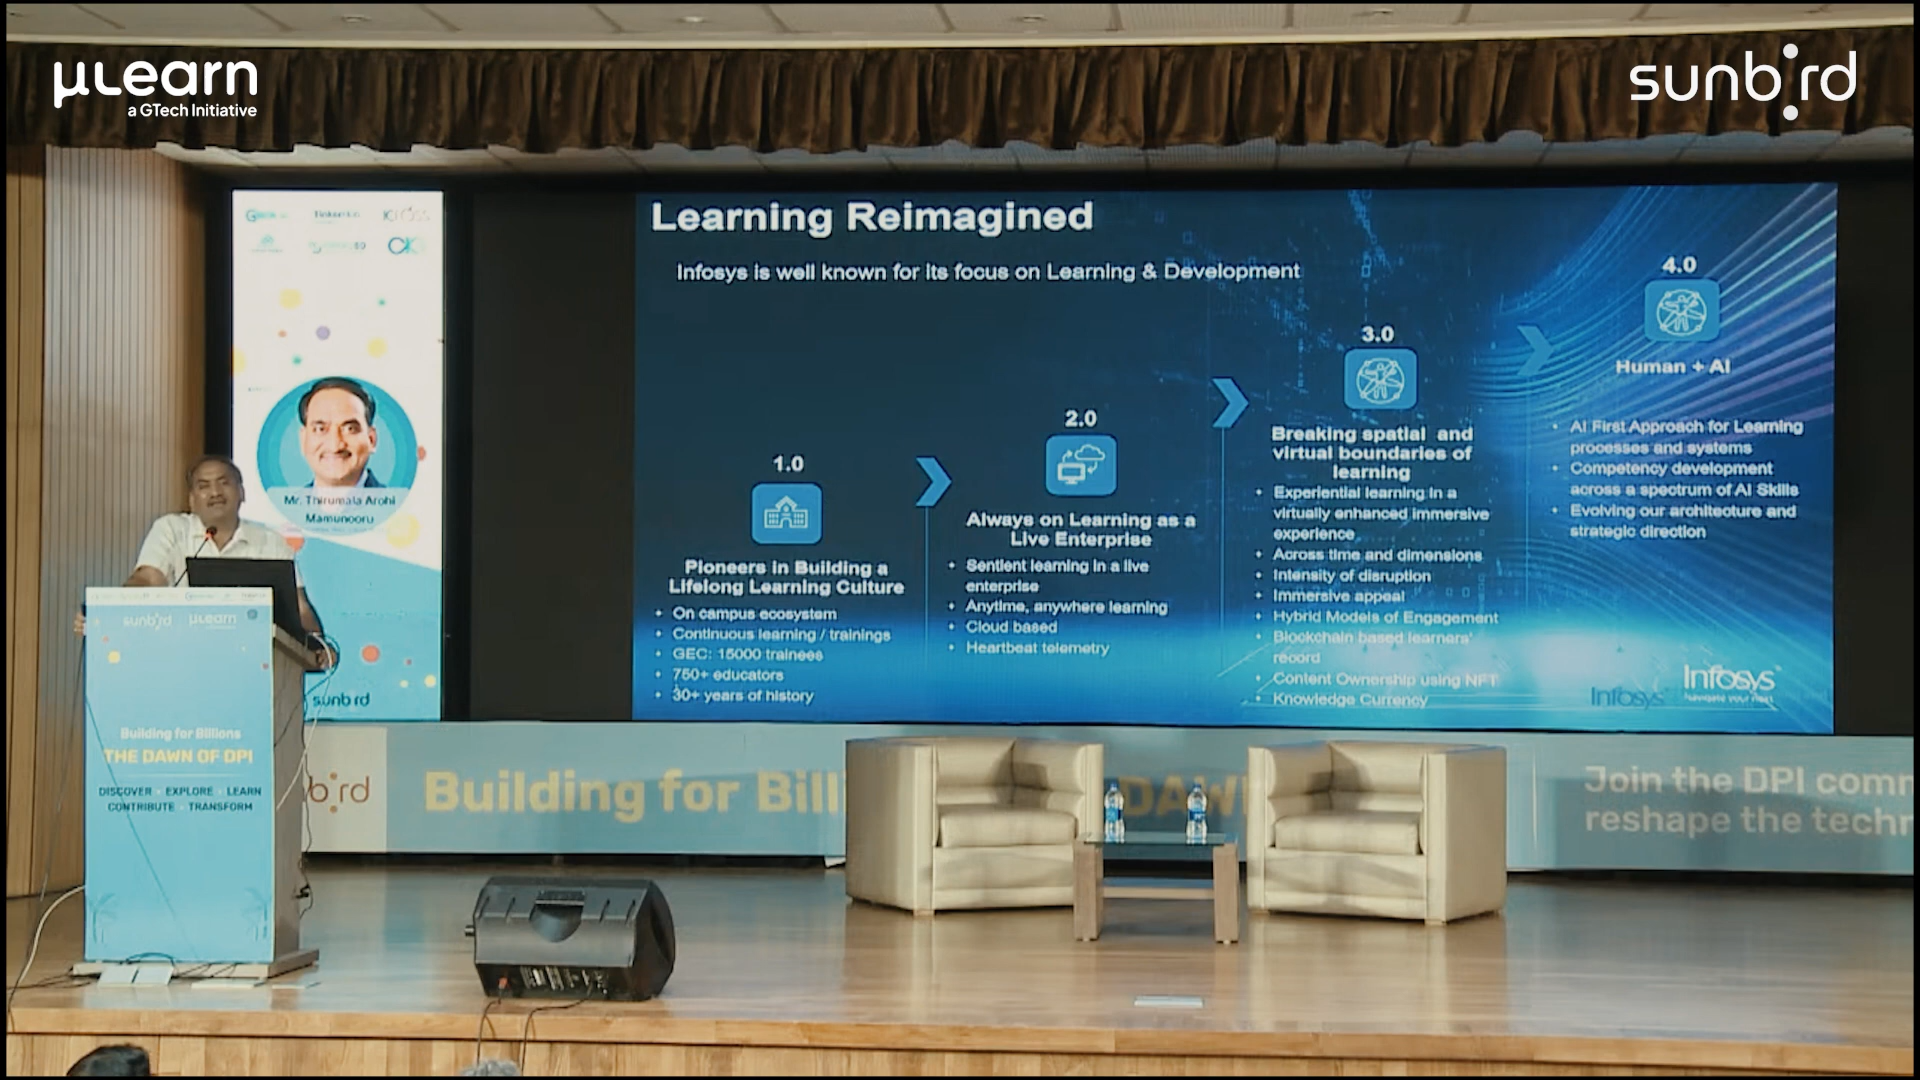 µLearn
a GTech Initiative
sunbird
Mr. Thirumala Arohi
Mamunooru
sunbird
Learning Reimagined
Infosys is well known for its focus on Learning & Development
1.0
Pioneers in Building a
Lifelong Learning Culture
• On campus ecosystem
• Continuous learning / trainings
• GEC: 15000 trainees
• 750+ educators
• 30+ years of history
2.0
Always on Learning as a
Live Enterprise
• Sentient learning in a live
enterprise
• Anytime, anywhere learning
• Cloud based
• Heartbeat telemetry
3.0
Breaking spatial and
virtual boundaries of
learning
• Experiential learning in a
virtually enhanced immersive
experience
• Across time and dimensions
• Intensity of disruption
• Immersive appeal
• Hybrid Models of Engagement
• Blockchain based learners'
record
• Content Ownership using NFT
• Knowledge Currency
4.0
Human + AI
• AI First Approach for Learning
processes and systems
• Competency development
across a spectrum of AI Skills
• Evolving our architecture and
strategic direction
Infosys
Infosys
Navigate your next
sunbird µLearn
Building for Billions
THE DAWN OF DPI
DISCOVER • EXPLORE • LEARN
CONTRIBUTE • TRANSFORM
bird
Building for Billi
DAW
Join the DPI comm
reshape the techn